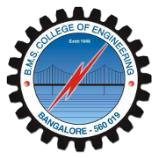 B.M.S. COLLEGE OF ENGINEERING
Estd-1946
BANGALORE - 560 019